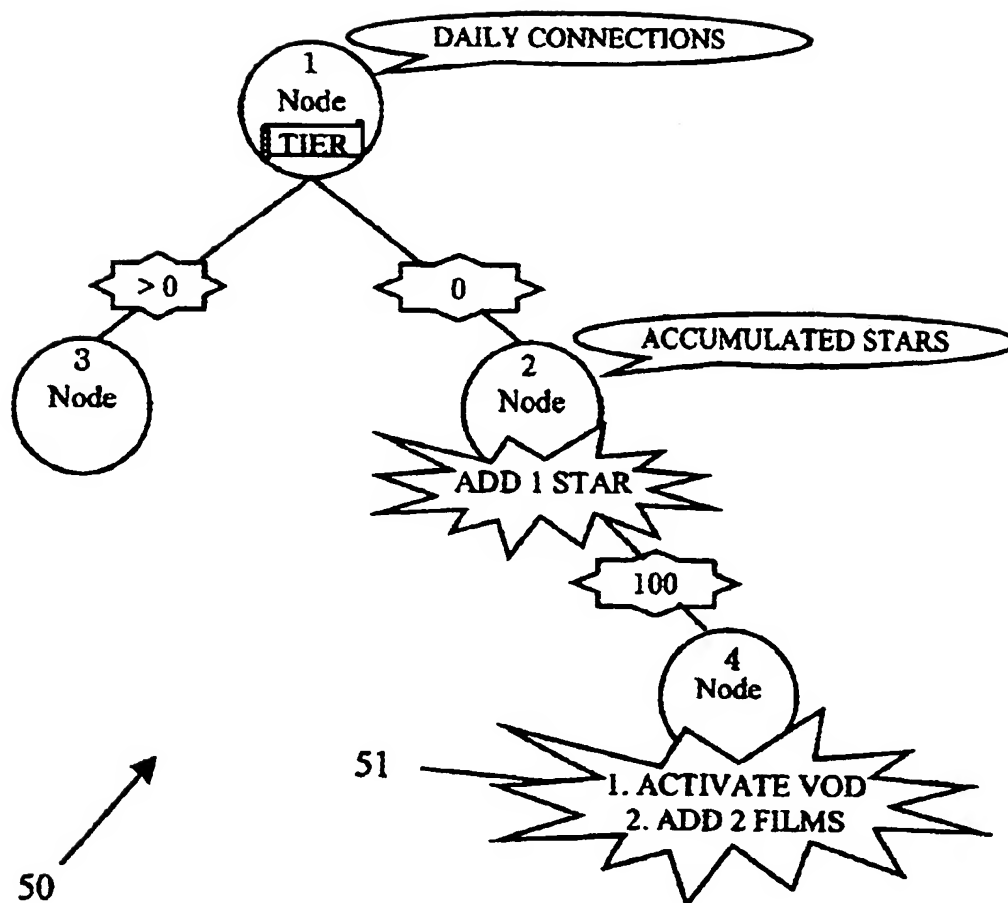 DAILY CONNECTIONS
1
Node
TIER
> 0
0
3
Node
ACCUMULATED STARS
2
Node
ADD 1 STAR
100
4
Node
51
1. ACTIVATE VOD
2. ADD 2 FILMS
50